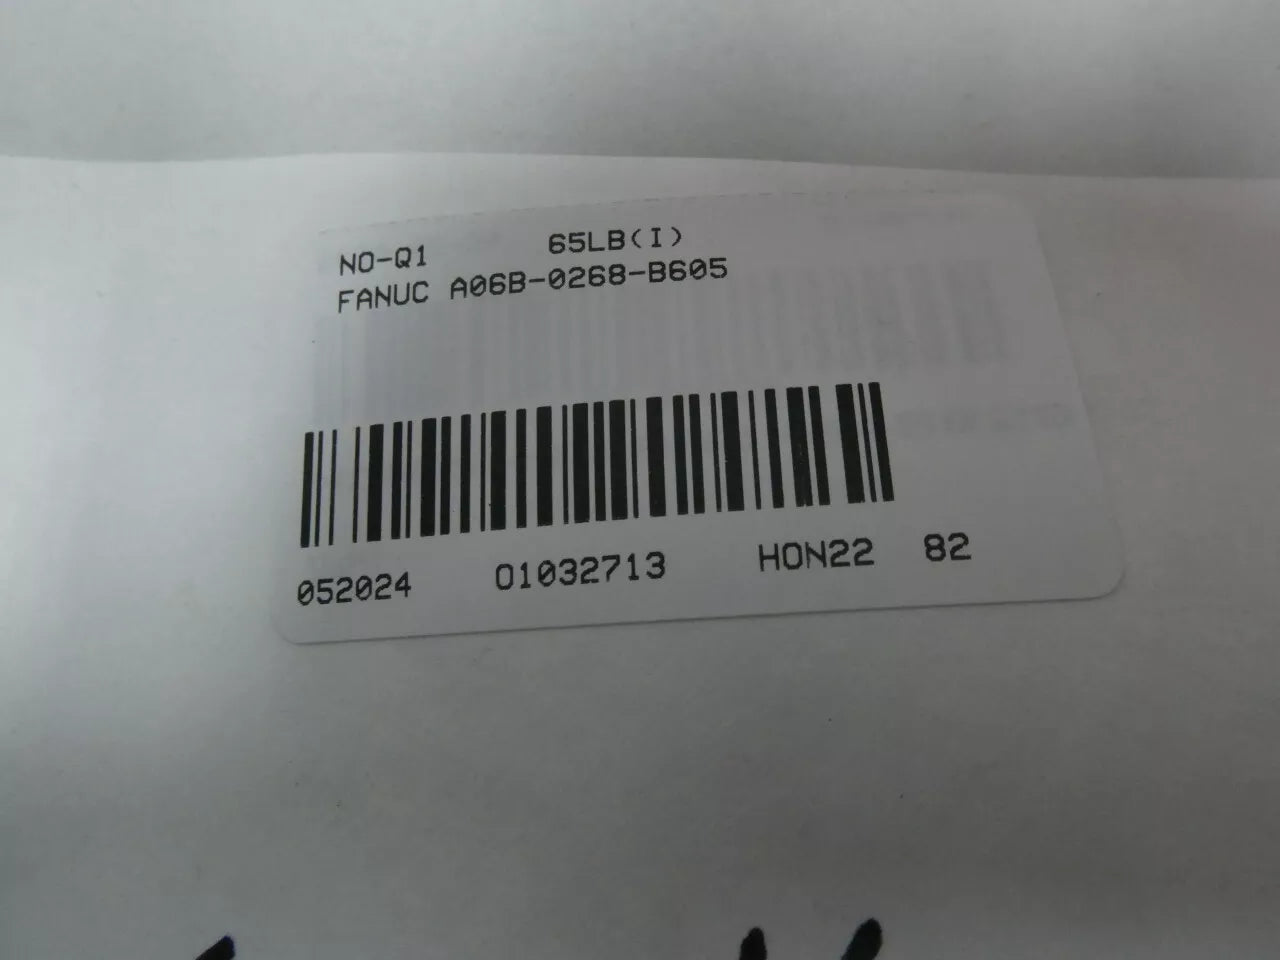 NO-Q1 65LB(I)
FANUC A06B-0268-B605
052024 01032713 HON22 82